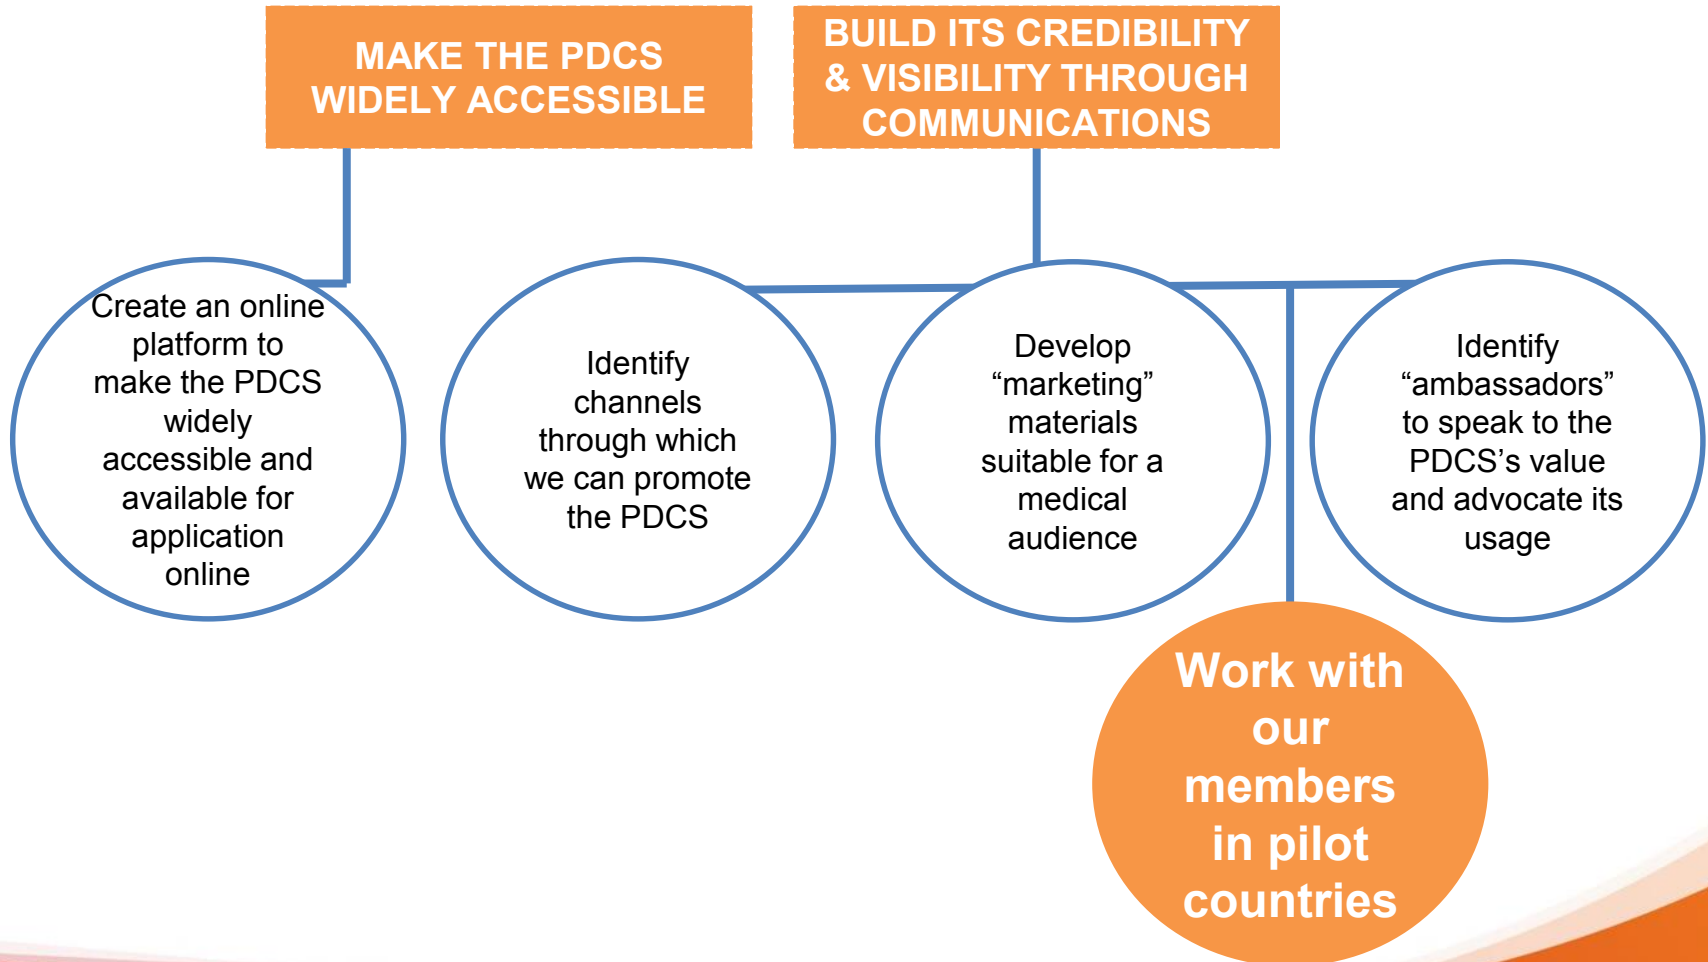 MAKE THE PDCS
WIDELY ACCESSIBLE
BUILD ITS CREDIBILITY
& VISIBILITY THROUGH
COMMUNICATIONS
Create an online
platform to
make the PDCS
widely
accessible and
available for
application
online
Identify
channels
through which
we can promote
the PDCS
Develop
“marketing”
materials
suitable for a
medical
audience
Identify
“ambassadors”
to speak to the
PDCS’s value
and advocate its
usage
Work with
our
members
in pilot
countries